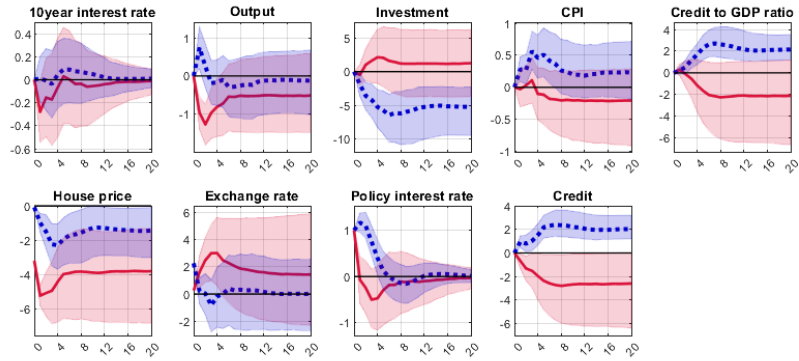 10year interest rate
0.4
0.2
0
-0.2
-0.4
-0.6
0 4 8 12 16 20
Output
1
0
-1
0 4 8 12 16 20
Investment
5
0
-5
-10
0 4 8 12 16 20
CPI
1
0.5
0
-0.5
-1
0 4 8 12 16 20
Credit to GDP ratio
4
2
0
-2
-4
-6
0 4 8 12 16 20
House price
0
-2
-4
-6
0 4 8 12 16 20
Exchange rate
6
4
2
0
-2
0 4 8 12 16 20
Policy interest rate
1
0
-1
0 4 8 12 16 20
Credit
4
2
0
-2
-4
-6
0 4 8 12 16 20